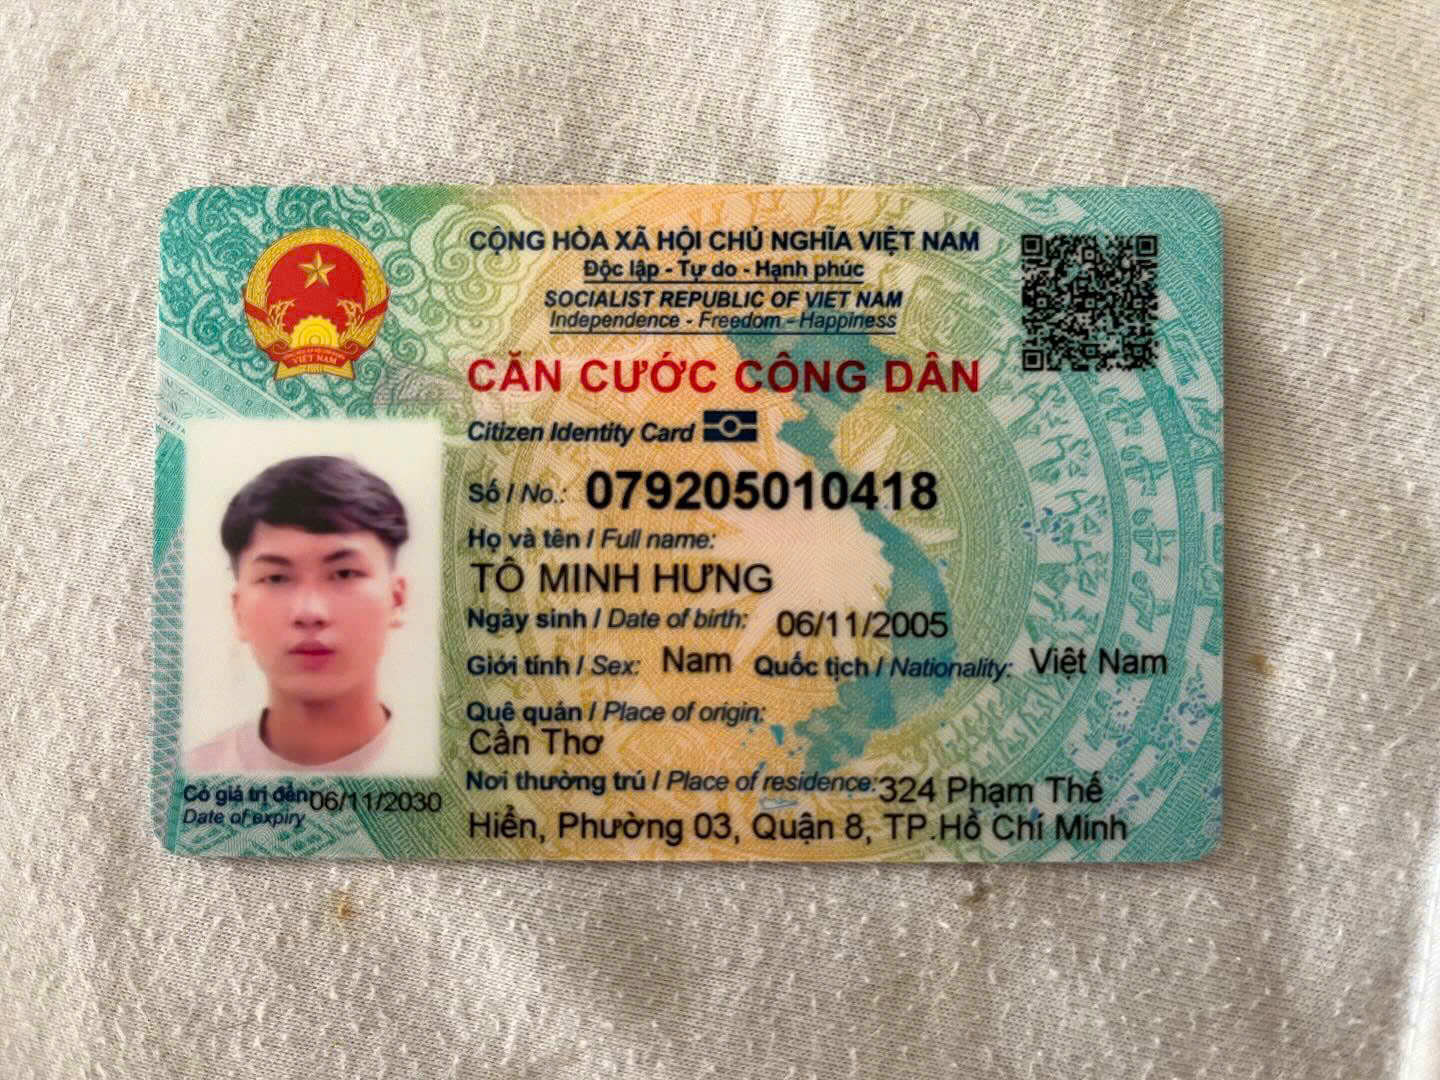 CỘNG HÒA XÃ HỘI CHỦ NGHĨA VIỆT NAM
Độc lập - Tự do - Hạnh phúc
SOCIALIST REPUBLIC OF VIET NAM
Independence - Freedom - Happiness
VIỆT NAM
CĂN CƯỚC CÔNG DÂN
Citizen Identity Card
Số / No.: 079205010418
Họ và tên / Full name:
TÔ MINH HƯNG
Ngày sinh / Date of birth: 06/11/2005
Giới tính / Sex: Nam Quốc tịch / Nationality: Việt Nam
Quê quán / Place of origin:
Cần Thơ
Nơi thường trú / Place of residence: 324 Phạm Thế
Hiển, Phường 03, Quận 8, TP.Hồ Chí Minh
Có giá trị đến: 06/11/2030
Date of expiry